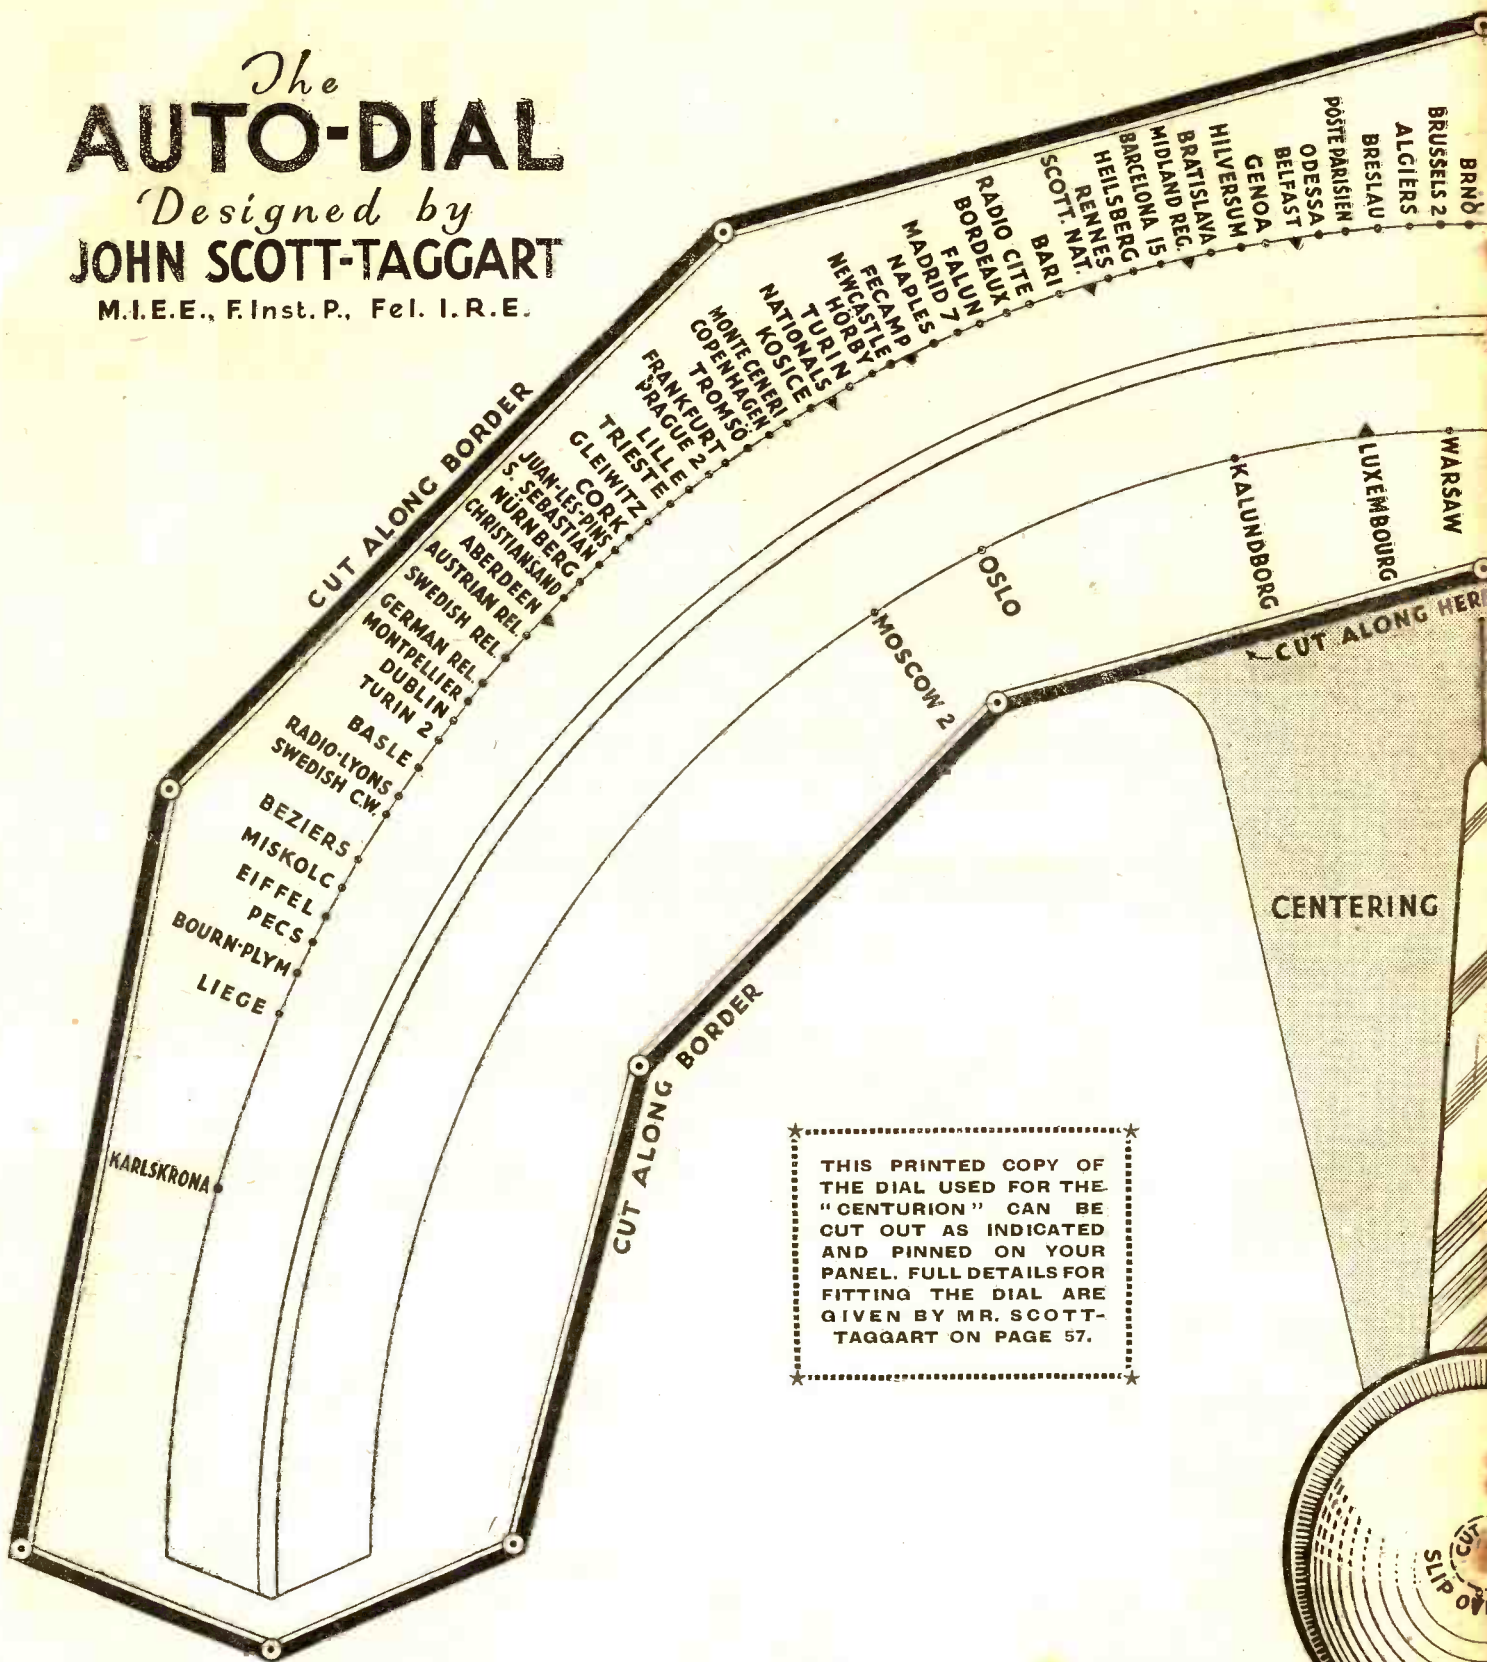 The
AUTO-DIAL
Designed by
JOHN SCOTT-TAGGART
M.I.E.E., F.Inst.P., Fel. I.R.E.
CUT ALONG BORDER
KARLSKRONA
LIEGE
BOURN-PLYM
PECS
EIFFEL
MISKOLC
BEZIERS
SWEDISH C.W.
RADIO-LYONS
BASLE
TURIN 2
DUBLIN
MONTPELLIER
GERMAN REL.
SWEDISH REL.
AUSTRIAN REL.
ABERDEEN
CHRISTIANSAND
NÜRNBERG
S. SEBASTIAN
JUAN-LES-PINS
CORK
GLEIWITZ
TRIESTE
LILLE
PRAGUE 2
FRANKFURT
TROMSÖ
COPENHAGEN
MONTE CENERI
KOSICE
NATIONALS
TURIN
HÖRBY
NEWCASTLE
FECAMP
NAPLES
MADRID 7
FALUN
BORDEAUX
RADIO CITE
BARI
SCOTT. NAT.
RENNES
HEILSBERG
BARCELONA 15
MIDLAND REG.
BRATISLAVA
HILVERSUM
GENOA
BELFAST
ODESSA
POSTE PARISIEN
BRESLAU
ALGIERS
BRUSSELS 2
BRNO
MOSCOW 2
OSLO
KALUNDBORG
LUXEMBOURG
WARSAW
CUT ALONG HER
CENTERING
CUT ALONG BORDER
THIS PRINTED COPY OF
THE DIAL USED FOR THE
"CENTURION" CAN BE
CUT OUT AS INDICATED
AND PINNED ON YOUR
PANEL. FULL DETAILS FOR
FITTING THE DIAL ARE
GIVEN BY MR. SCOTT-
TAGGART ON PAGE 57.
CUT
SLIP OV